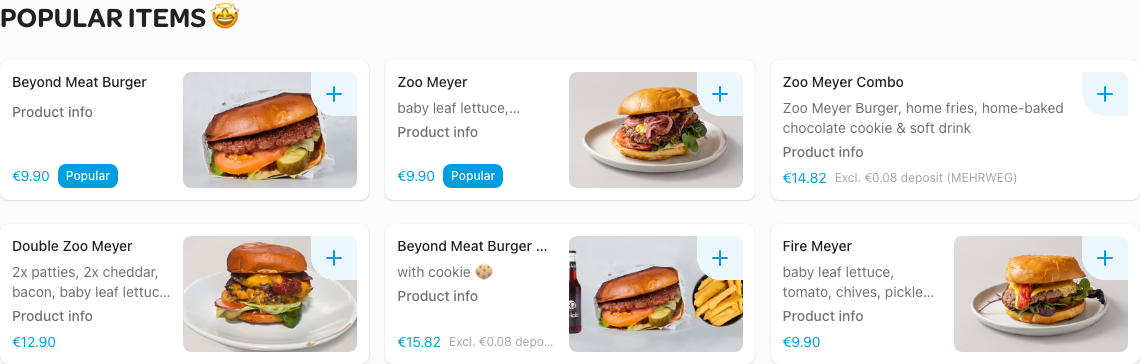 POPULAR ITEMS 🤩
Beyond Meat Burger
Product info
€9.90 Popular
Zoo Meyer
baby leaf lettuce,...
Product info
€9.90 Popular
Zoo Meyer Combo
Zoo Meyer Burger, home fries, home-baked
chocolate cookie & soft drink
Product info
€14.82 Excl. €0.08 deposit (MEHRWEG)
Double Zoo Meyer
2x patties, 2x cheddar,
bacon, baby leaf lettuc...
Product info
€12.90
Beyond Meat Burger ...
with cookie 🍪
Product info
€15.82 Excl. €0.08 depo...
Fire Meyer
baby leaf lettuce,
tomato, chives, pickle...
Product info
€9.90